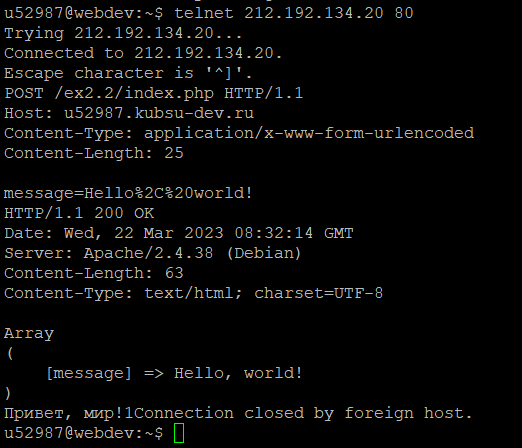 u52987@webdev:~$ telnet 212.192.134.20 80
Trying 212.192.134.20...
Connected to 212.192.134.20.
Escape character is '^]'.
POST /ex2.2/index.php HTTP/1.1
Host: u52987.kubsu-dev.ru
Content-Type: application/x-www-form-urlencoded
Content-Length: 25

message=Hello%2C%20world!
HTTP/1.1 200 OK
Date: Wed, 22 Mar 2023 08:32:14 GMT
Server: Apache/2.4.38 (Debian)
Content-Length: 63
Content-Type: text/html; charset=UTF-8

Array
(
    [message] => Hello, world!
)
Привет, мир!1Connection closed by foreign host.
u52987@webdev:~$